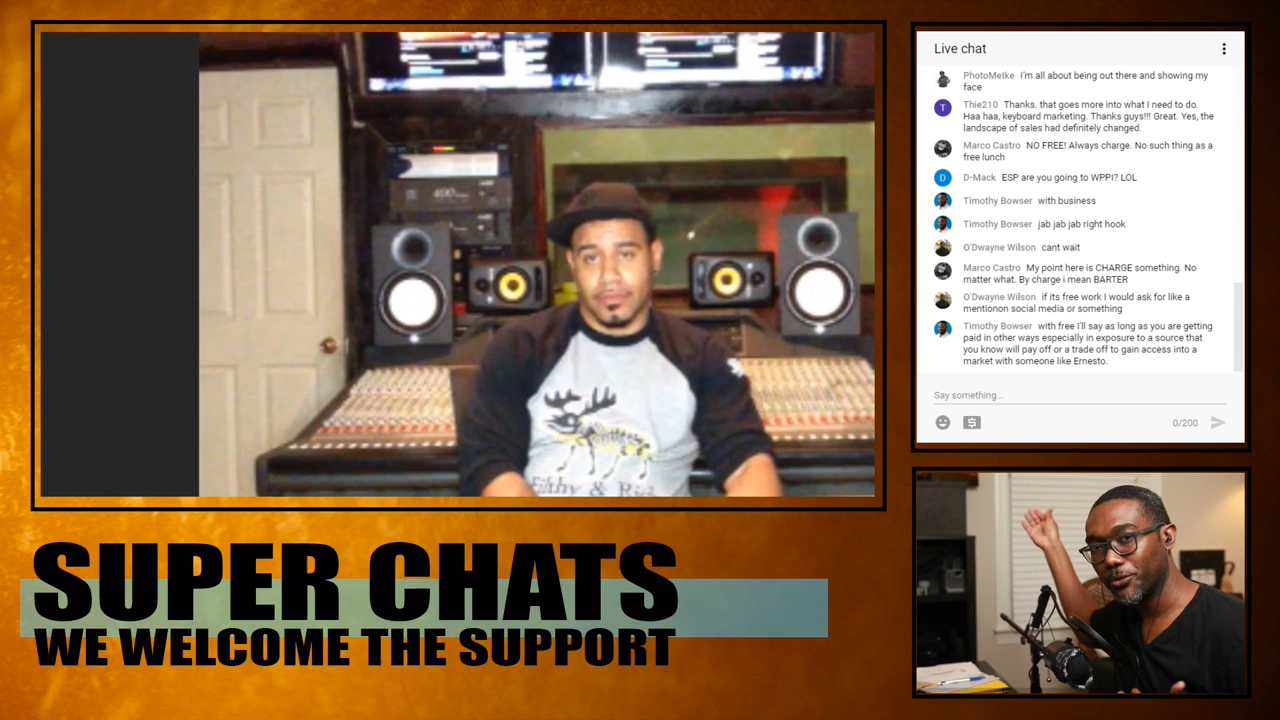 Live chat
PhotoMeike I'm all about being out there and showing my
face
T
Thie210 Thanks. that goes more into what I need to do.
Haa haa, keyboard marketing. Thanks guys!!! Great. Yes, the
landscape of sales had definitely changed.
Marco Castro NO FREE! Always charge. No such thing as a
free lunch
D
D-Mack ESP are you going to WPPI? LOL
Timothy Bowser with business
Timothy Bowser jab jab jab right hook
O'Dwayne Wilson cant wait
Marco Castro My point here is CHARGE something. No
matter what. By charge i mean BARTER
O'Dwayne Wilson if its free work I would ask for like a
mentionon social media or something
Timothy Bowser with free I'll say as long as you are getting
paid in other ways especially in exposure to a source that
you know will pay off or a trade off to gain access into a
market with someone like Ernesto.
Say something...
0/200
Filthy &
SUPER CHATS
WE WELCOME THE SUPPORT